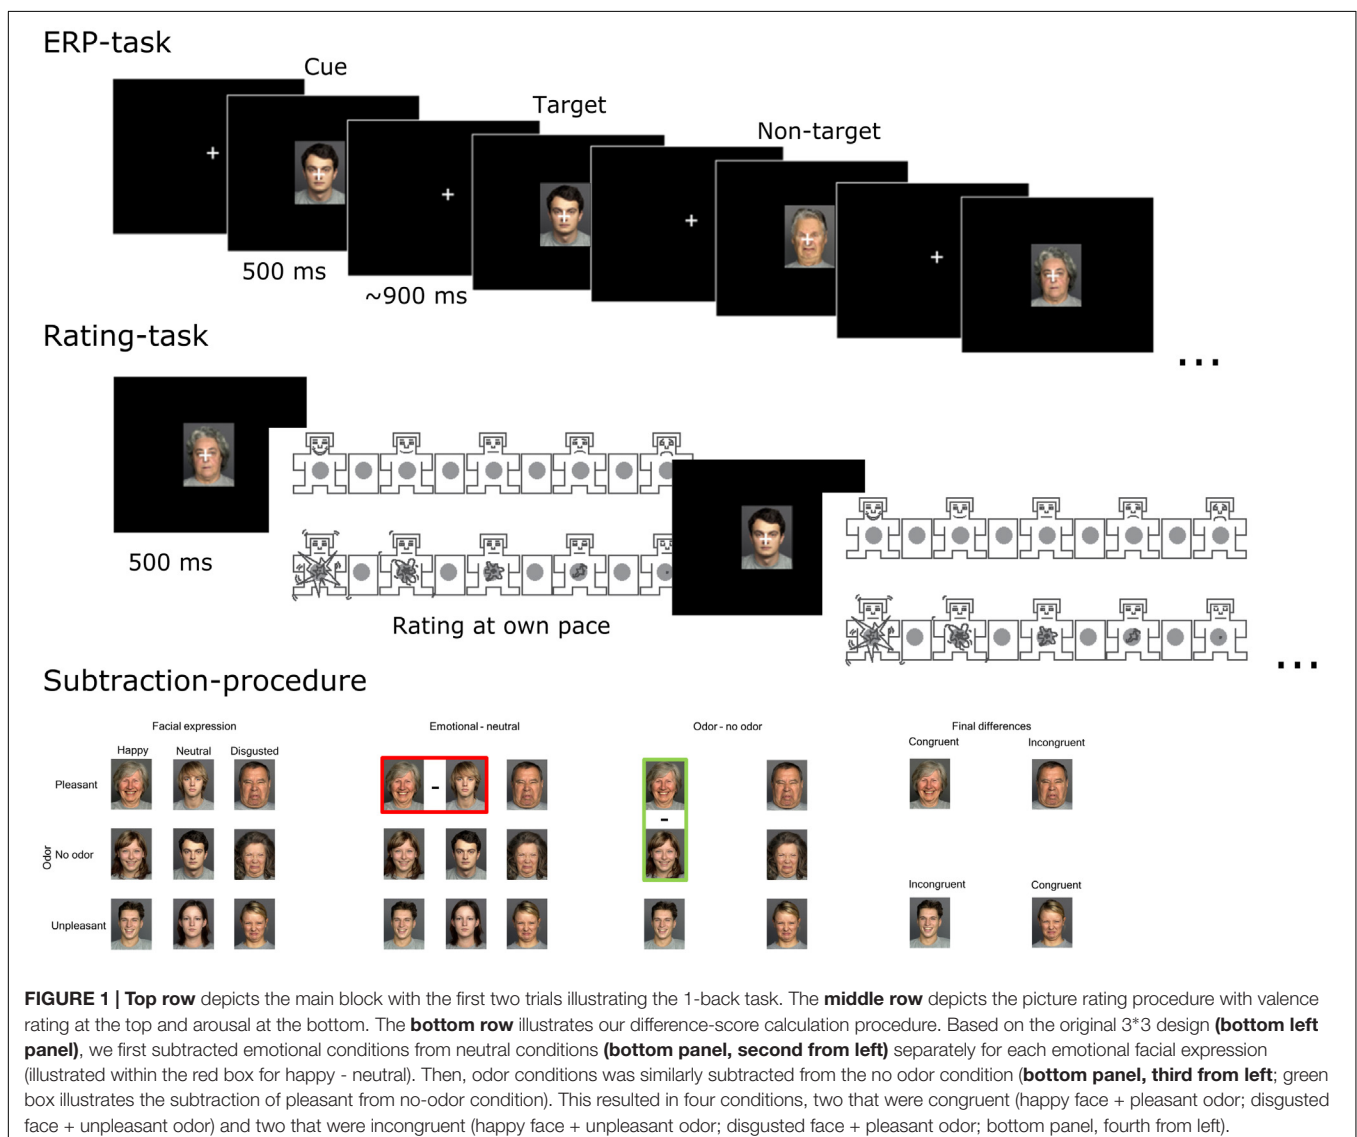 ERP-task
Cue
Target
Non-target
500 ms
~900 ms
...
Rating-task
500 ms
Rating at own pace
...
Subtraction-procedure
Facial expression
Emotional - neutral
Odor - no odor
Final differences
Happy
Neutral
Disgusted
Congruent
Incongruent
Pleasant
-
-
Odor
No odor
Incongruent
Congruent
Unpleasant
FIGURE 1 | Top row depicts the main block with the first two trials illustrating the 1-back task. The middle row depicts the picture rating procedure with valence
rating at the top and arousal at the bottom. The bottom row illustrates our difference-score calculation procedure. Based on the original 3*3 design (bottom left
panel), we first subtracted emotional conditions from neutral conditions (bottom panel, second from left) separately for each emotional facial expression
(illustrated within the red box for happy - neutral). Then, odor conditions was similarly subtracted from the no odor condition (bottom panel, third from left; green
box illustrates the subtraction of pleasant from no-odor condition). This resulted in four conditions, two that were congruent (happy face + pleasant odor; disgusted
face + unpleasant odor) and two that were incongruent (happy face + unpleasant odor; disgusted face + pleasant odor; bottom panel, fourth from left).